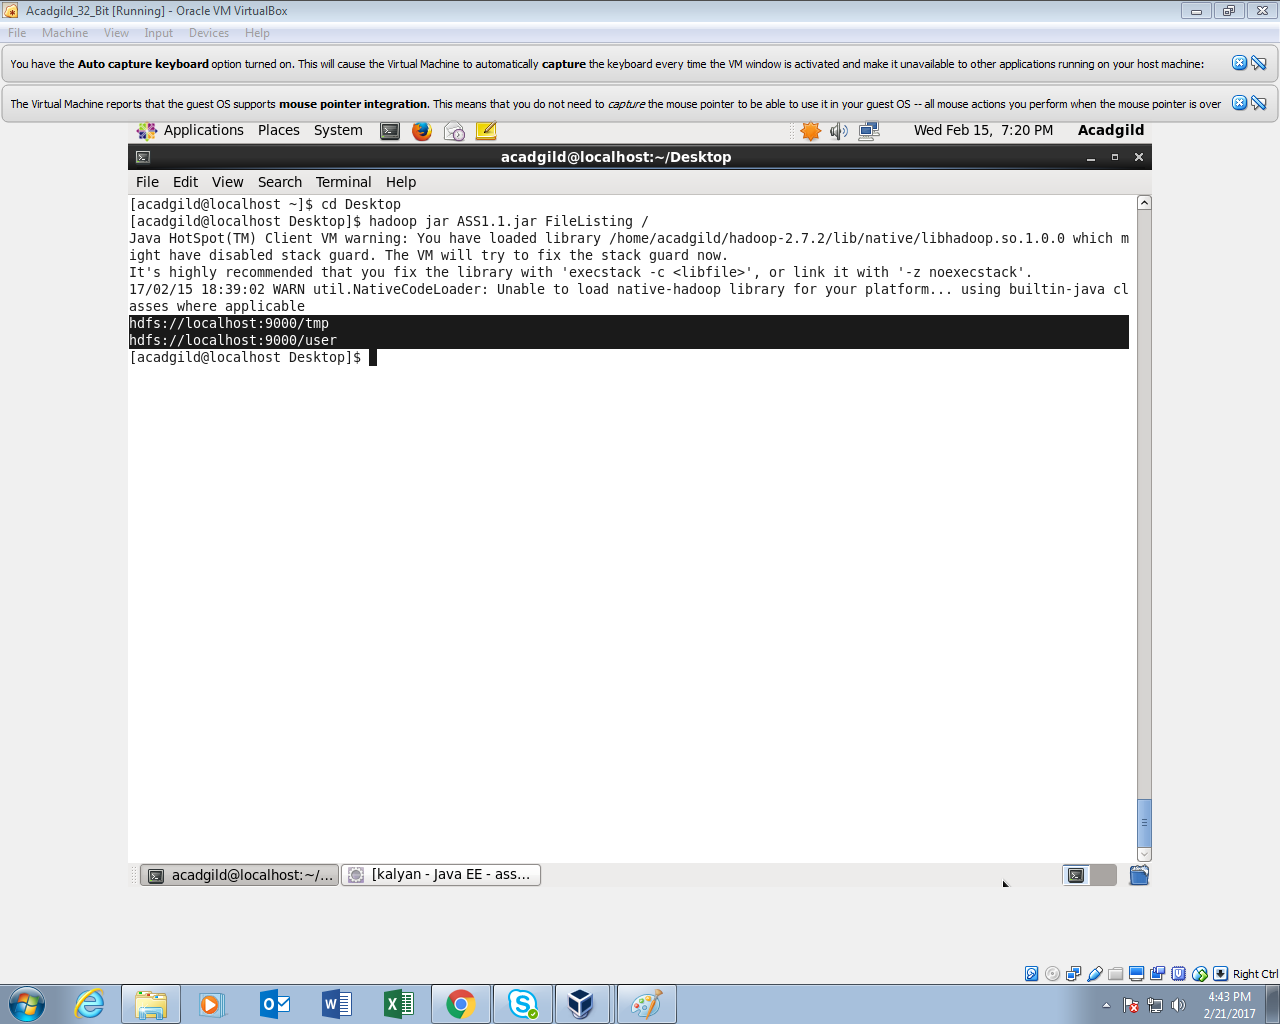 Acadgild_32_Bit [Running] - Oracle VM VirtualBox
File Machine View Input Devices Help
You have the Auto capture keyboard option turned on. This will cause the Virtual Machine to automatically capture the keyboard every time the VM window is activated and make it unavailable to other applications running on your host machine:
The Virtual Machine reports that the guest OS supports mouse pointer integration. This means that you do not need to capture the mouse pointer to be able to use it in your guest OS -- all mouse actions you perform when the mouse pointer is over
Applications Places System Wed Feb 15, 7:20 PM Acadgild
acadgild@localhost:~/Desktop
File Edit View Search Terminal Help
[acadgild@localhost ~]$ cd Desktop
[acadgild@localhost Desktop]$ hadoop jar ASS1.1.jar FileListing /
Java HotSpot(TM) Client VM warning: You have loaded library /home/acadgild/hadoop-2.7.2/lib/native/libhadoop.so.1.0.0 which m
ight have disabled stack guard. The VM will try to fix the stack guard now.
It's highly recommended that you fix the library with 'execstack -c <libfile>', or link it with '-z noexecstack'.
17/02/15 18:39:02 WARN util.NativeCodeLoader: Unable to load native-hadoop library for your platform... using builtin-java cl
asses where applicable
hdfs://localhost:9000/tmp
hdfs://localhost:9000/user
[acadgild@localhost Desktop]$
acadgild@localhost:~/... [kalyan - Java EE - ass...
Right Ctrl
4:43 PM
2/21/2017